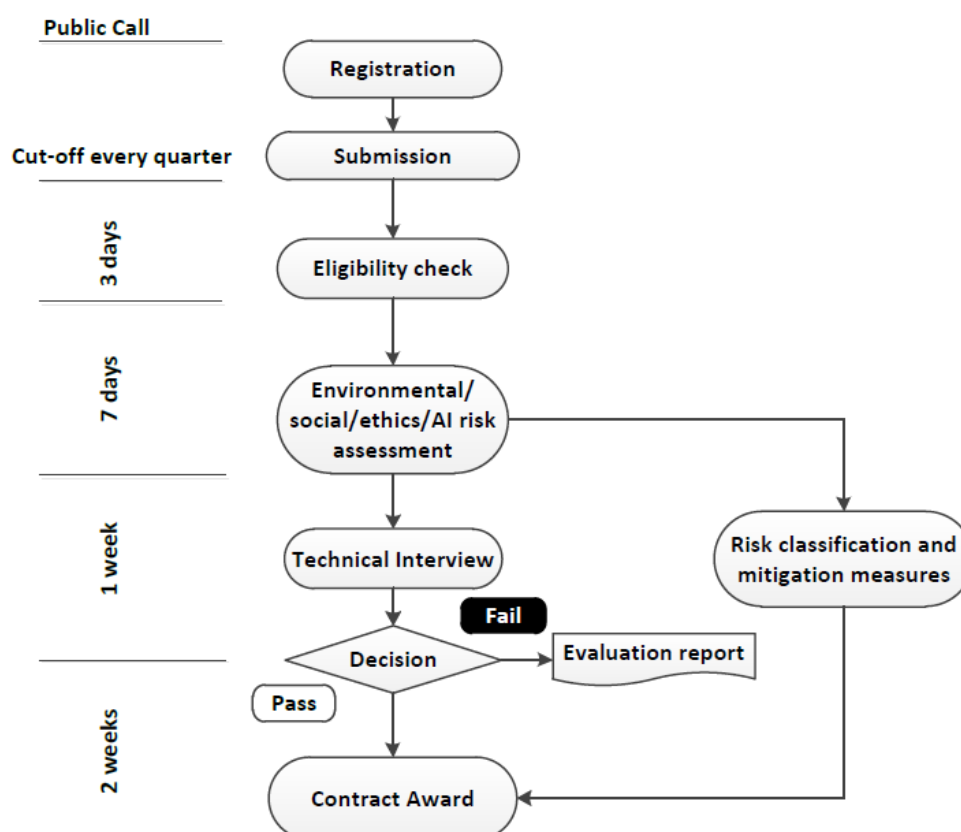 Public Call
Registration
Cut-off every quarter
Submission
3 days
Eligibility check
7 days
Environmental/
social/ethics/AI risk
assessment
1 week
Technical Interview
Risk classification and
mitigation measures
Fail
Decision
Evaluation report
Pass
2 weeks
Contract Award